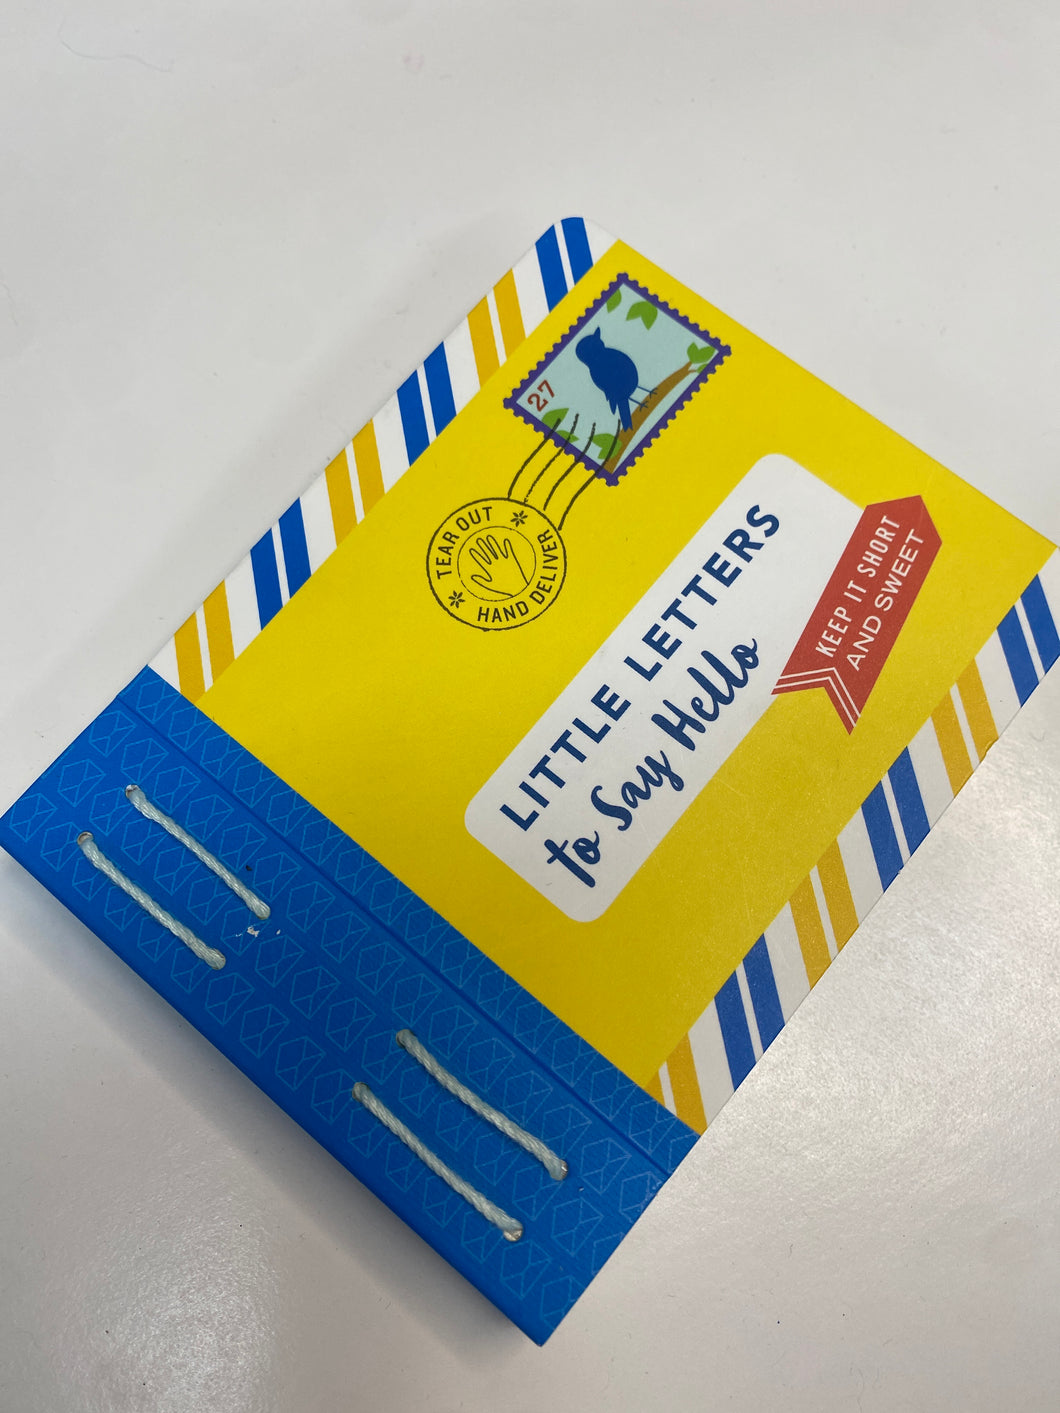 27
TEAR OUT
HAND DELIVER
LITTLE LETTERS
to Say Hello
KEEP IT SHORT
AND SWEET